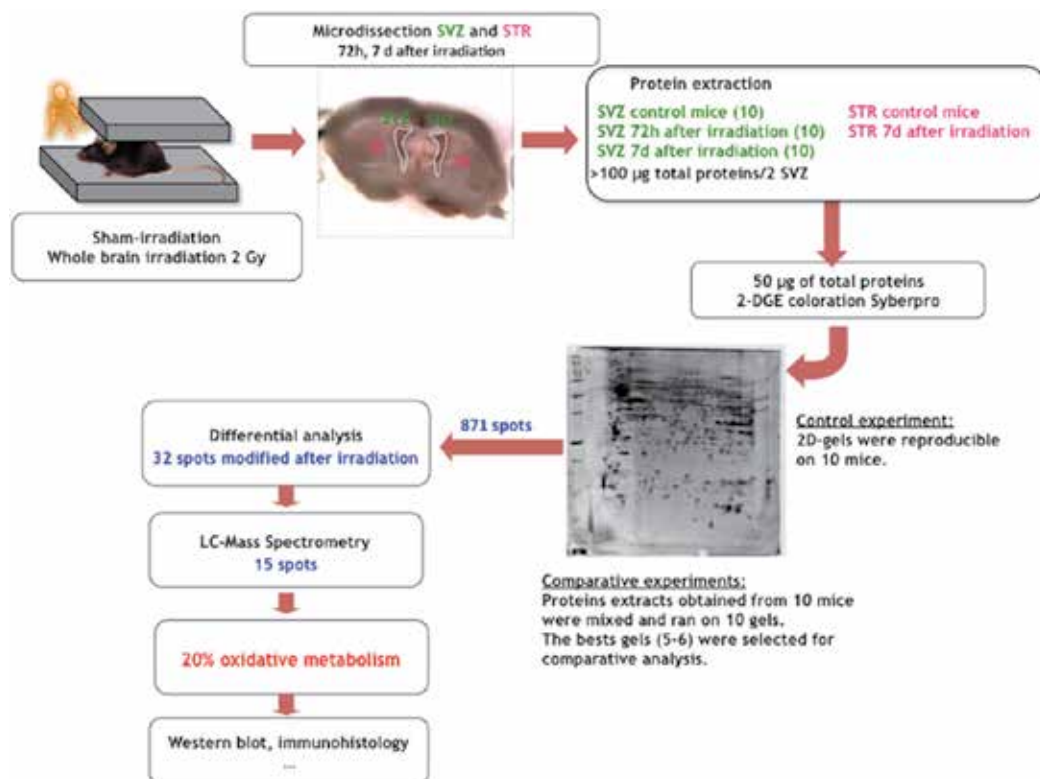 Microdissection SVZ and STR
72h, 7 d after irradiation
Sham-irradiation
Whole brain irradiation 2 Gy
Protein extraction
SVZ control mice (10)
SVZ 72h after irradiation (10)
SVZ 7d after irradiation (10)
>100 µg total proteins/2 SVZ
STR control mice
STR 7d after irradiation
50 µg of total proteins
2-DGE coloration Syberpro
Control experiment:
2D-gels were reproducible
on 10 mice.
871 spots
Differential analysis
32 spots modified after irradiation
LC-Mass Spectrometry
15 spots
Comparative experiments:
Proteins extracts obtained from 10 mice
were mixed and ran on 10 gels.
The bests gels (5-6) were selected for
comparative analysis.
20% oxidative metabolism
Western blot, immunohistology
...